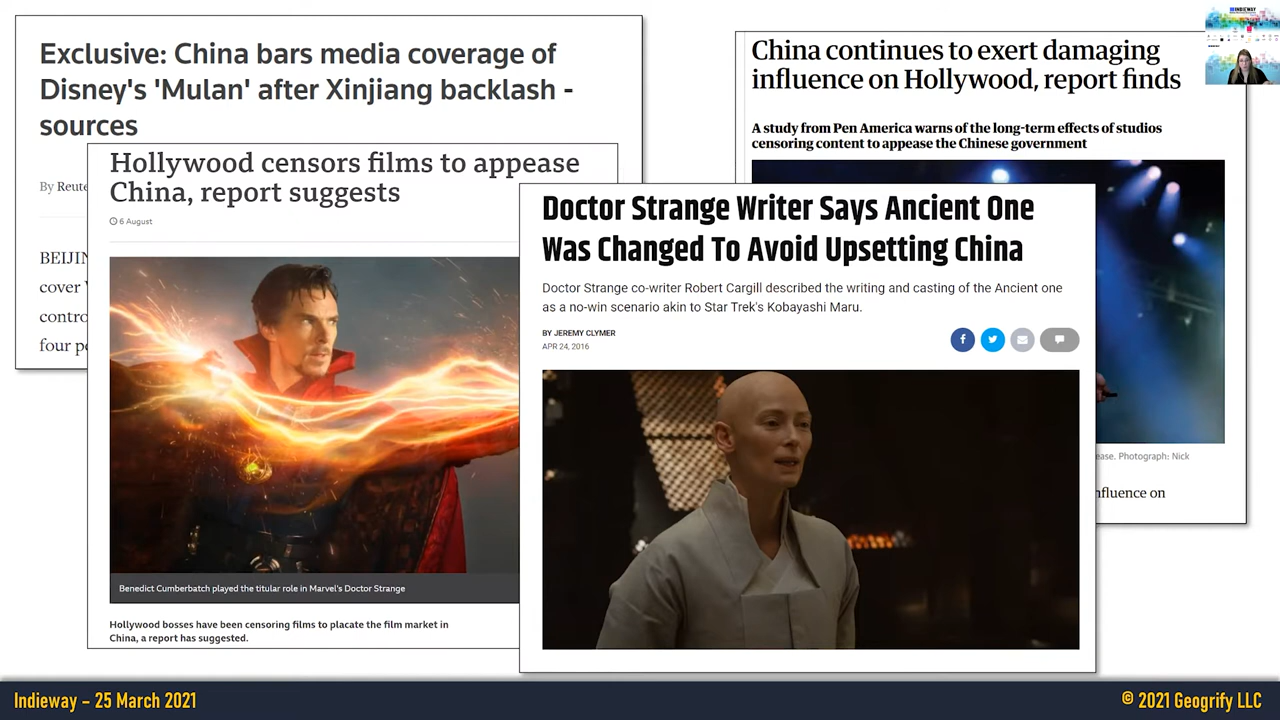 Exclusive: China bars media coverage of
Disney's 'Mulan' after Xinjiang backlash -
sources
By
BEIJIN
cover
contro
four
Hollywood censors films to appease
China, report suggests
6 August
Benedict Cumberbatch played the titular role in Marvel's Doctor Strange
Hollywood bosses have been censoring films to placate the film market in
China, a report has suggested.
Doctor Strange Writer Says Ancient One
Was Changed To Avoid Upsetting China
Doctor Strange co-writer Robert Cargill described the writing and casting of the Ancient one
as a no-win scenario akin to Star Trek's Kobayashi Maru.
BY JEREMY CLYMER
APR 24, 2016
China continues to exert damaging
influence on Hollywood, report finds
A study from Pen America warns of the long-term effects of studios
censoring content to appease the Chinese government
ease. Photograph: Nick
nfluence on
INDIEWAY
Indieway – 25 March 2021
© 2021 Geogrify LLC